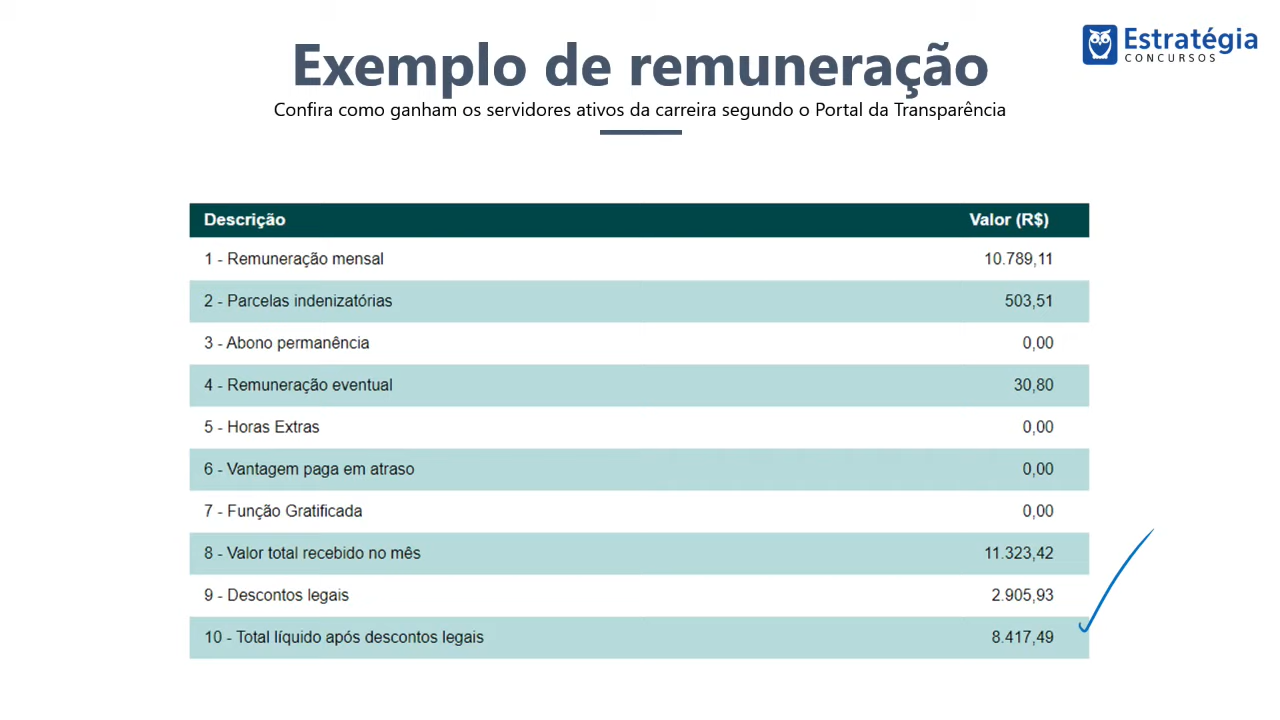 Estratégia
CONCURSOS
Exemplo de remuneração
Confira como ganham os servidores ativos da carreira segundo o Portal da Transparência
Descrição Valor (R$)
1 - Remuneração mensal 10.789,11
2 - Parcelas indenizatórias 503,51
3 - Abono permanência 0,00
4 - Remuneração eventual 30,80
5 - Horas Extras 0,00
6 - Vantagem paga em atraso 0,00
7 - Função Gratificada 0,00
8 - Valor total recebido no mês 11.323,42
9 - Descontos legais 2.905,93
10 - Total líquido após descontos legais 8.417,49